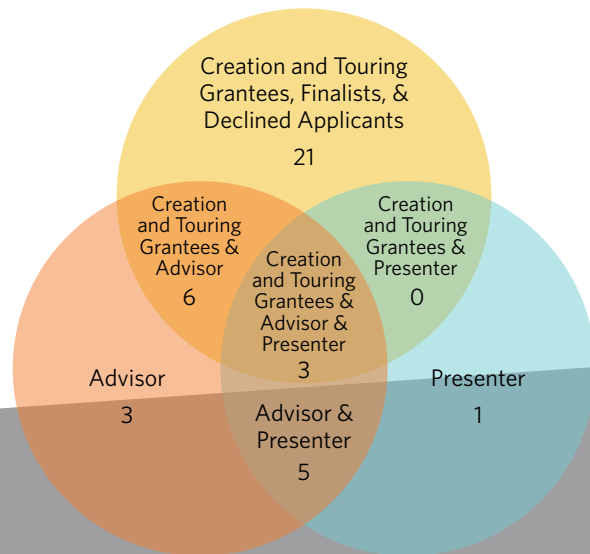 Creation and Touring
Grantees, Finalists, &
Declined Applicants
21
Creation
and Touring
Grantees &
Advisor
6
Creation
and Touring
Grantees &
Presenter
0
Creation
and Touring
Grantees &
Advisor &
Presenter
3
Advisor
3
Presenter
1
Advisor &
Presenter
5